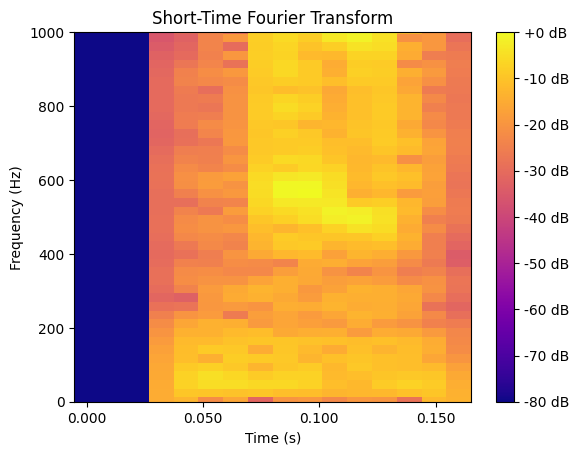 Short-Time Fourier Transform
1000
800
600
400
200
0
Frequency (Hz)
0.000
0.050
0.100
0.150
Time (s)
+0 dB
-10 dB
-20 dB
-30 dB
-40 dB
-50 dB
-60 dB
-70 dB
-80 dB